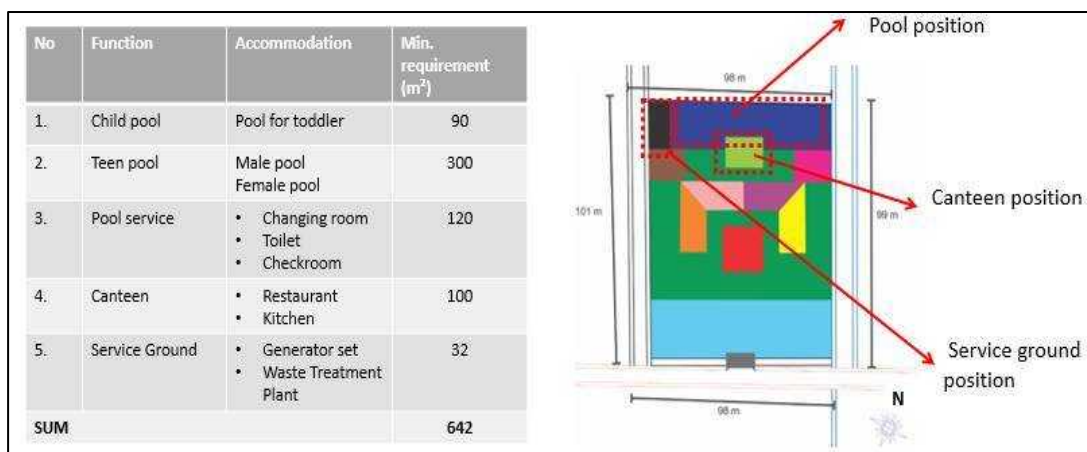 No Function Accommodation Min. requirement (m²)
1. Child pool Pool for toddler 90
2. Teen pool Male pool 300
Female pool
3. Pool service • Changing room 120
• Toilet
• Checkroom
4. Canteen • Restaurant 100
• Kitchen
5. Service Ground • Generator set 32
• Waste Treatment
Plant
SUM 642
Pool position
98 m
Canteen position
101 m
99 m
Service ground
position
N
98 m